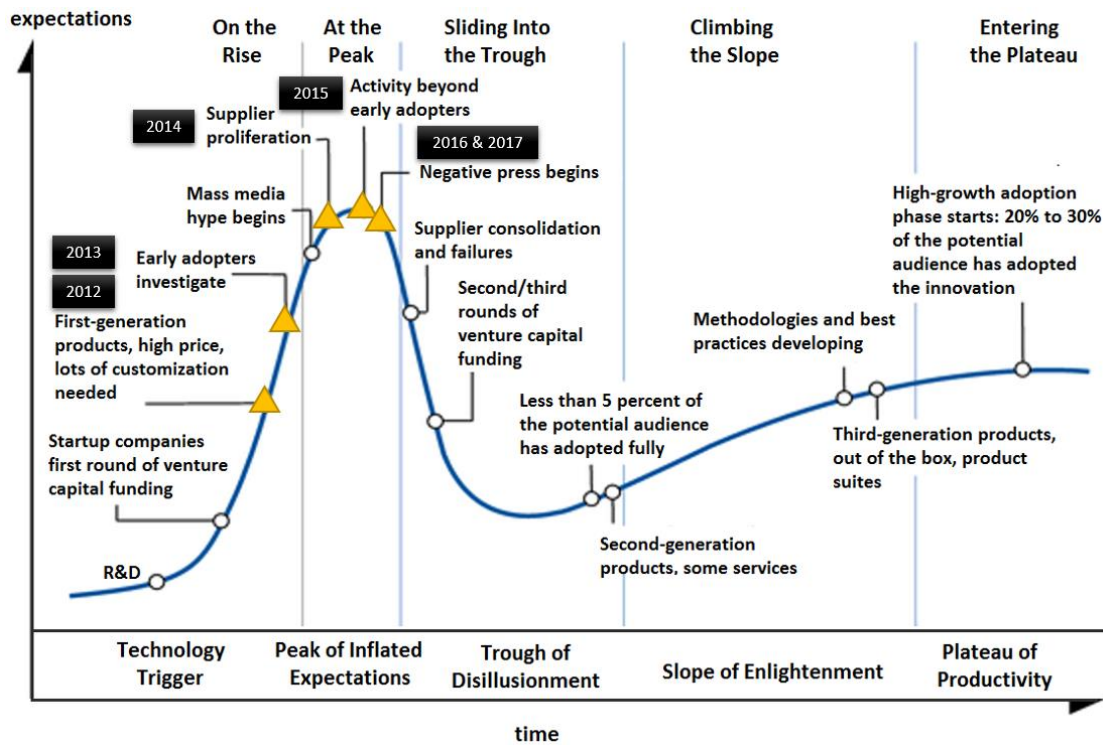 expectations
On the
Rise
At the
Peak
Sliding Into
the Trough
Climbing
the Slope
Entering
the Plateau
2015
Activity beyond
early adopters
2014
Supplier
proliferation
2016 & 2017
Negative press begins
Mass media
hype begins
High-growth adoption
phase starts: 20% to 30%
of the potential
audience has adopted
the innovation
Supplier consolidation
and failures
2013
Early adopters
investigate
2012
First-generation
products, high price,
lots of customization
needed
Second/third
rounds of
venture capital
funding
Methodologies and best
practices developing
Less than 5 percent of
the potential audience
has adopted fully
Third-generation products,
out of the box, product
suites
Startup companies
first round of venture
capital funding
Second-generation
products, some services
R&D
Technology
Trigger
Peak of Inflated
Expectations
Trough of
Disillusionment
Slope of Enlightenment
Plateau of
Productivity
time